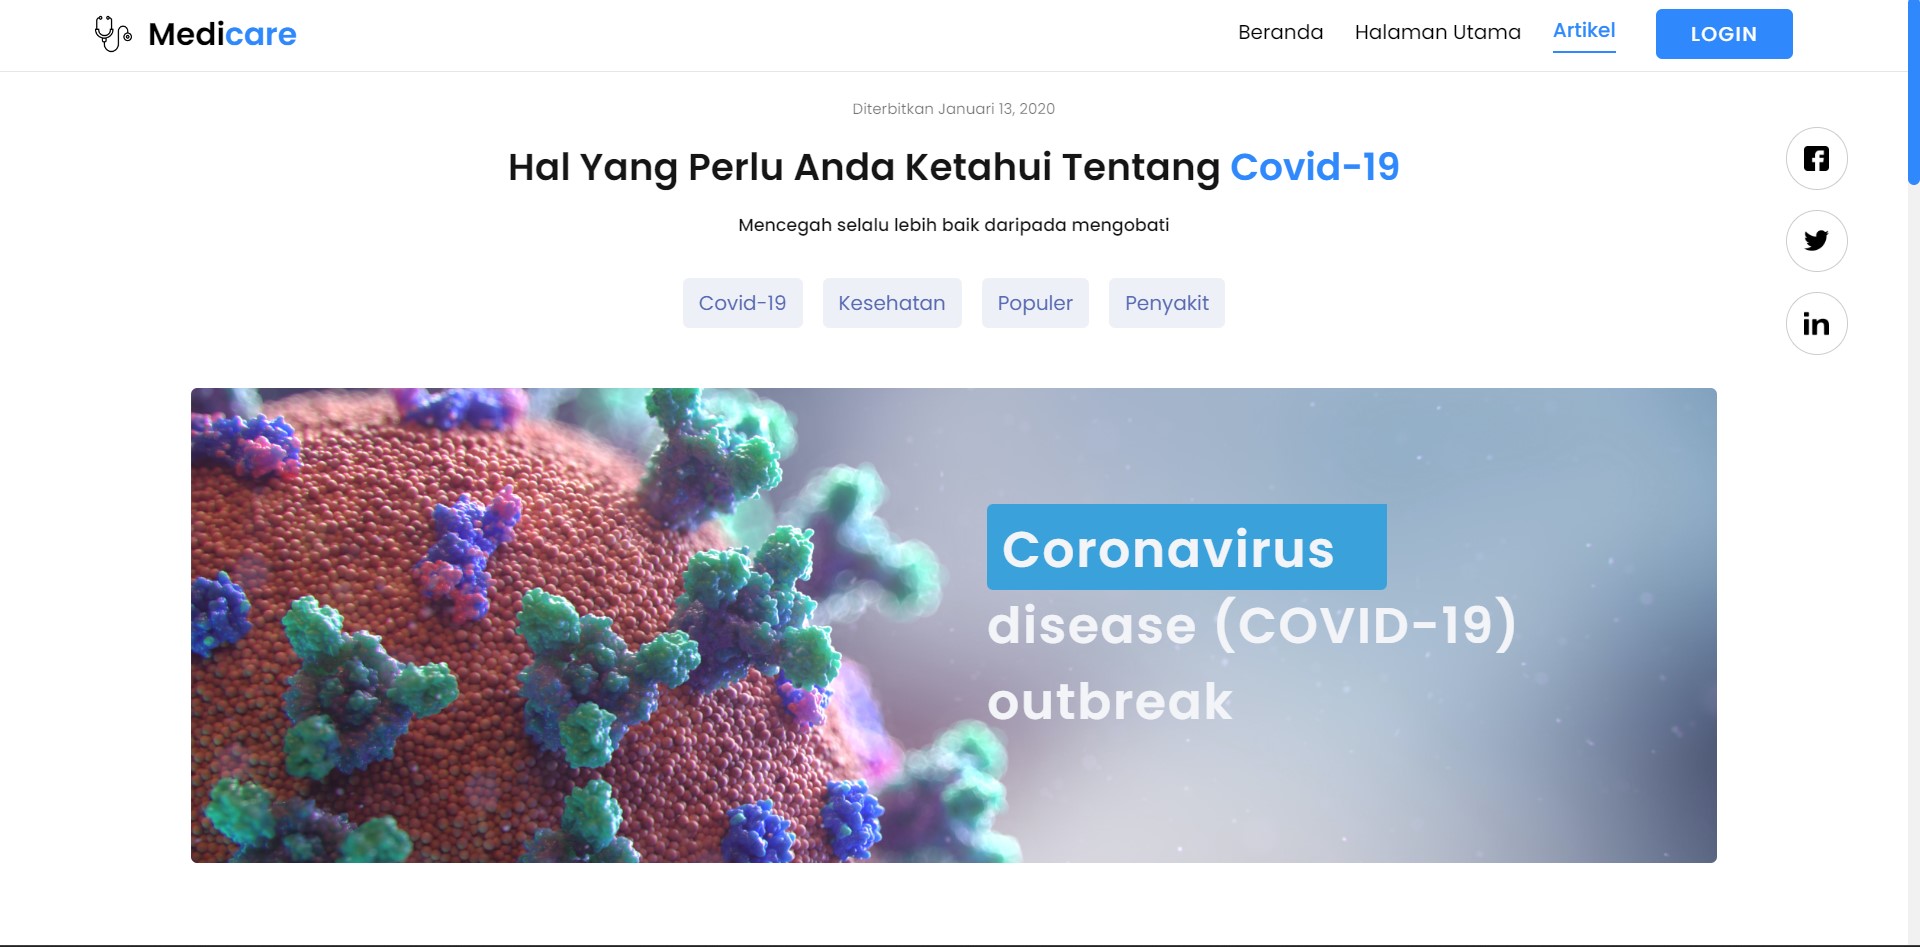 Medicare
Beranda
Halaman Utama
Artikel
LOGIN
Diterbitkan Januari 13, 2020
Hal Yang Perlu Anda Ketahui Tentang Covid-19
Mencegah selalu lebih baik daripada mengobati
Covid-19
Kesehatan
Populer
Penyakit
Coronavirus
disease (COVID-19)
outbreak